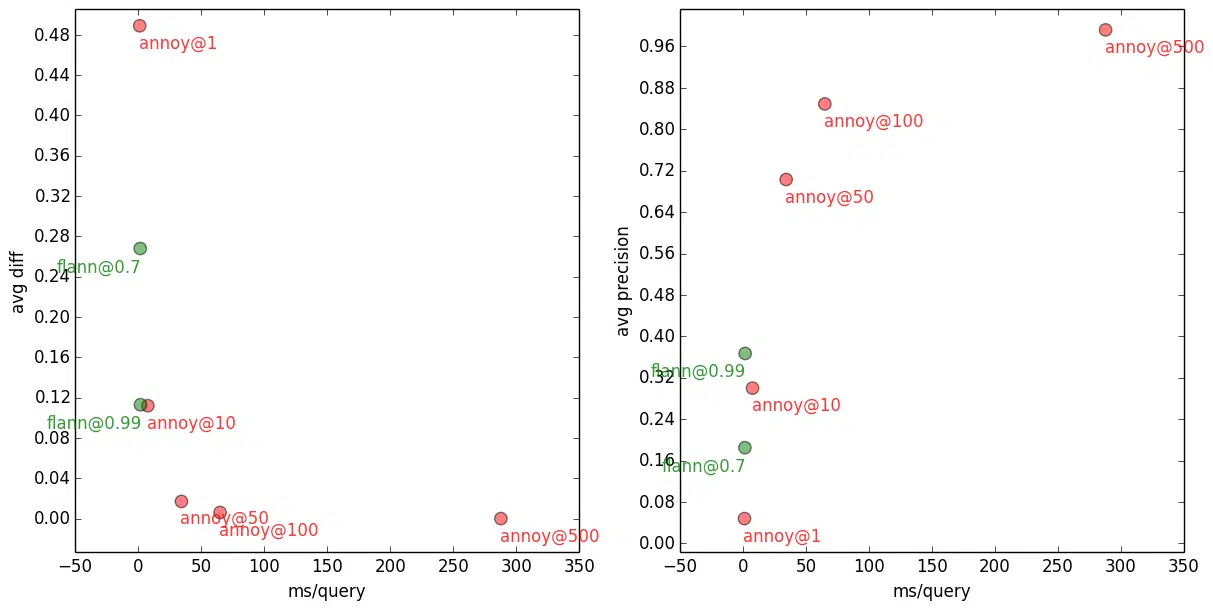 avg diff
0.48
0.44
0.40
0.36
0.32
0.28
0.24
0.20
0.16
0.12
0.08
0.04
0.00
annoy@1
flann@0.7
flann@0.99
annoy@10
annoy@50
annoy@100
annoy@500
−50 0 50 100 150 200 250 300 350
ms/query
avg precision
0.96
0.88
0.80
0.72
0.64
0.56
0.48
0.40
0.32
0.24
0.16
0.08
0.00
annoy@500
annoy@100
annoy@50
flann@0.99
annoy@10
flann@0.7
annoy@1
−50 0 50 100 150 200 250 300 350
ms/query